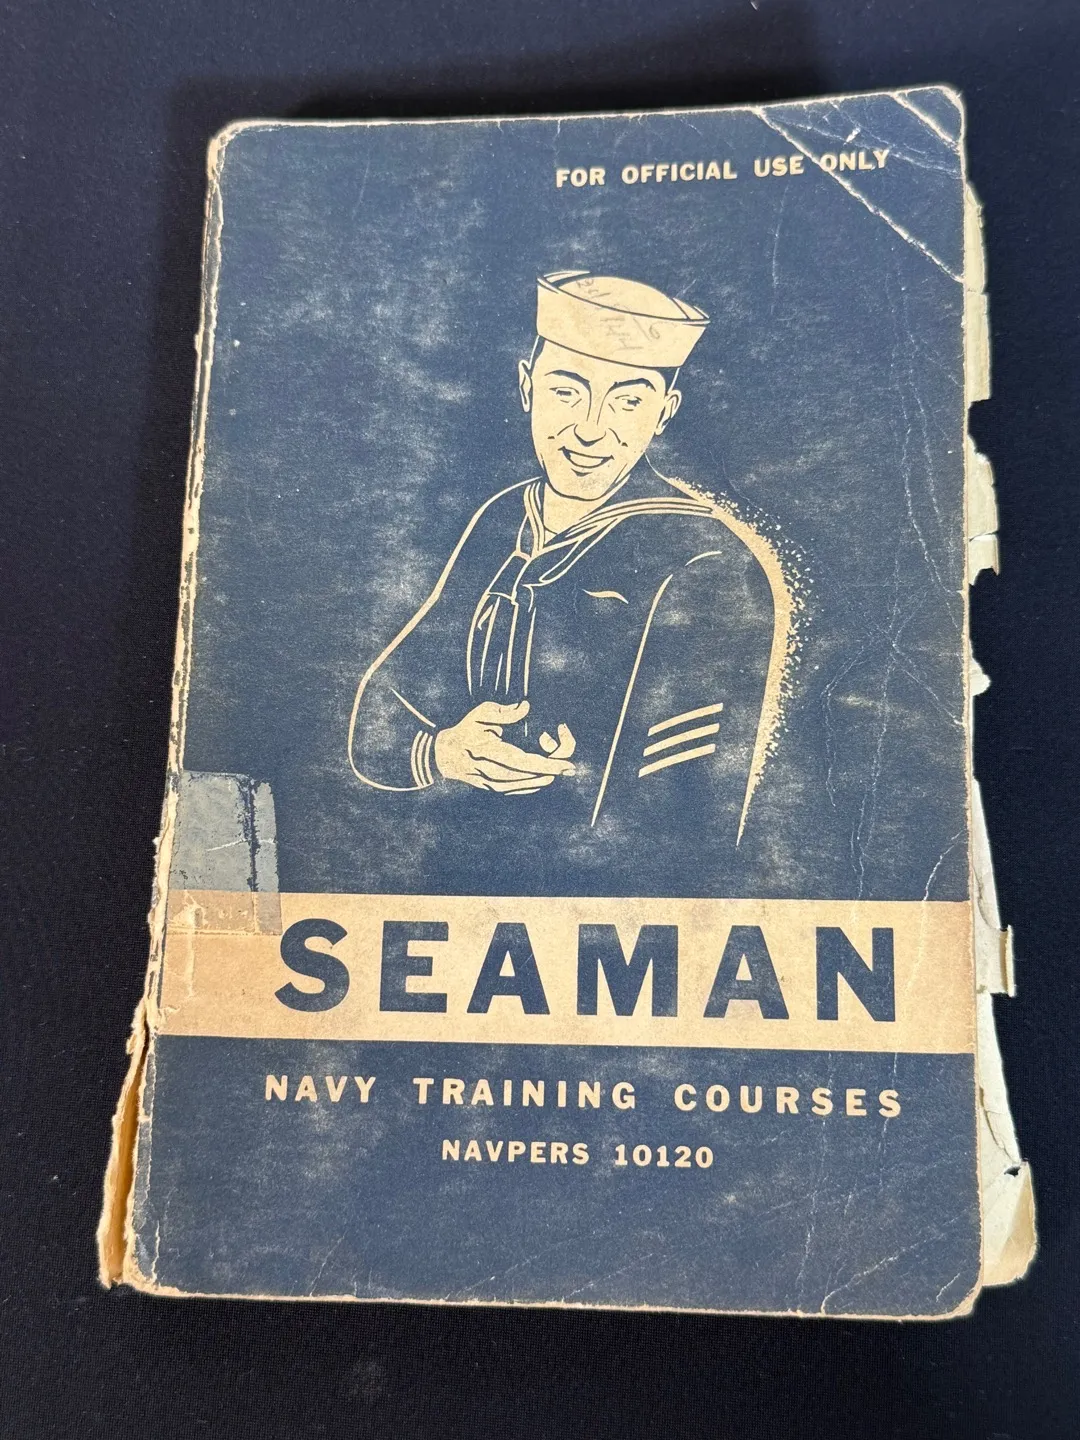 FOR OFFICIAL USE ONLY
SEAMAN
NAVY TRAINING COURSES
NAVPERS 10120